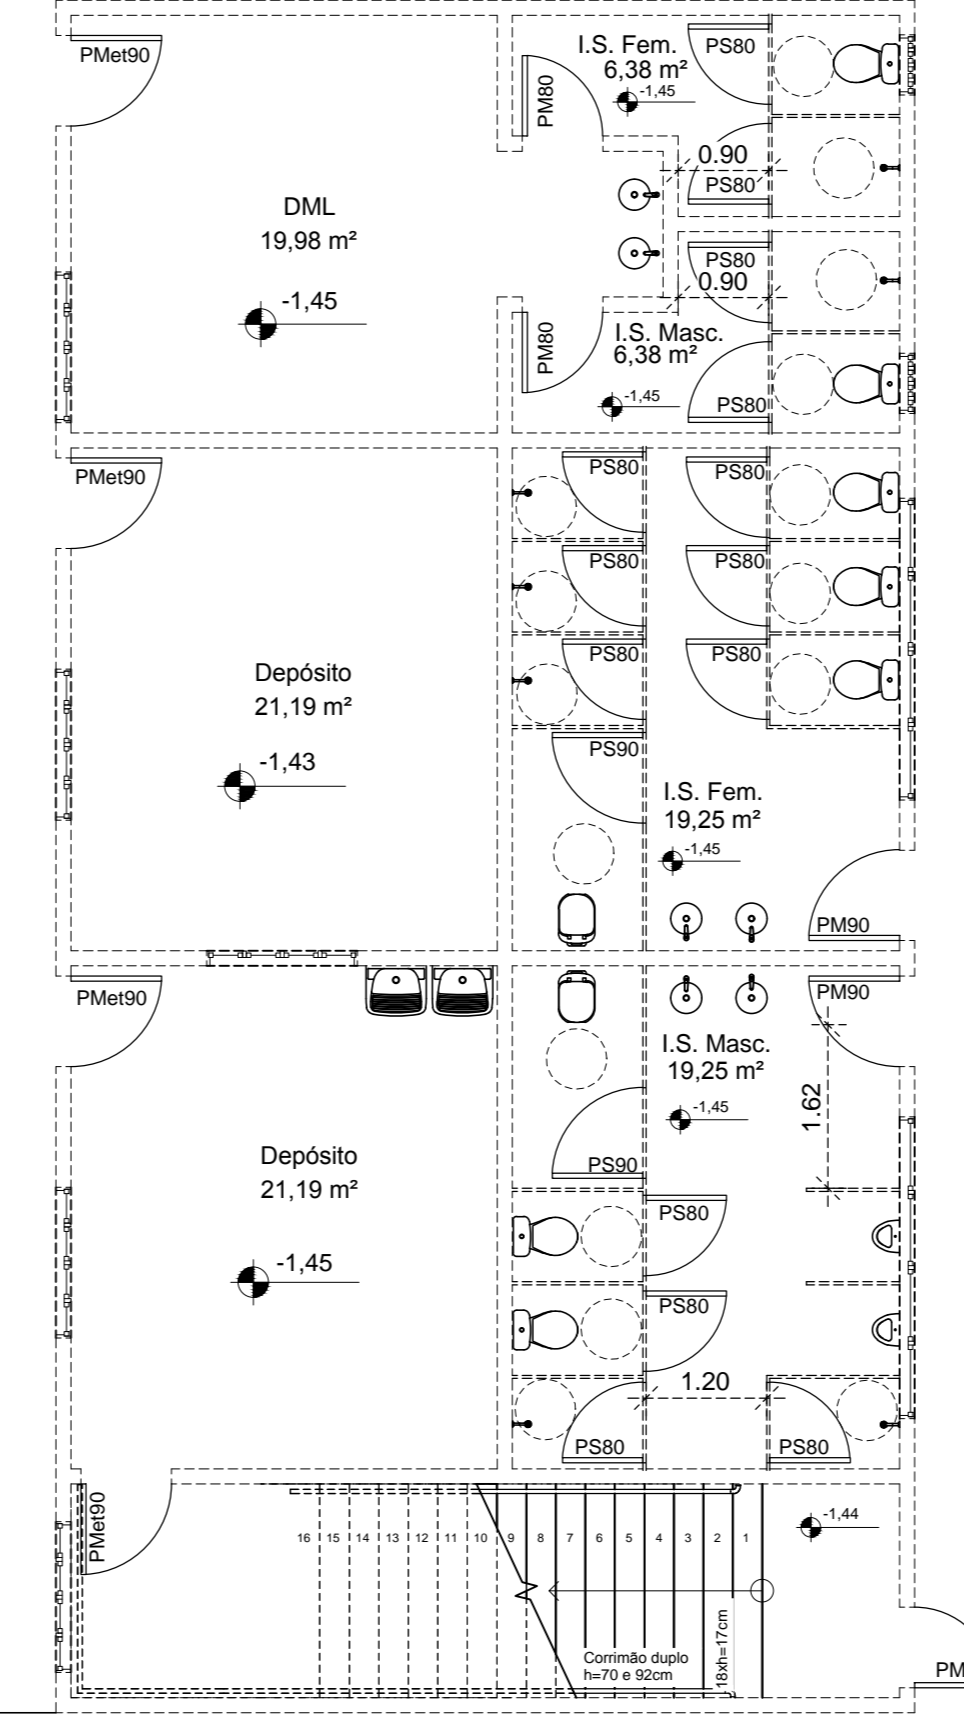 PMet90
I.S. Fem.
6,38 m²
-1,45
PS80
PM80
0.90
PS80
DML
19,98 m²
-1,45
PS80
0.90
I.S. Masc.
6,38 m²
-1,45
PM80
PS80
PMet90
PS80
PS80
PS80
PS80
PS80
PS80
Depósito
21,19 m²
-1,43
PS90
I.S. Fem.
19,25 m²
-1,45
PM90
PMet90
PM90
I.S. Masc.
19,25 m²
-1,45
1.62
Depósito
21,19 m²
-1,45
PS90
PS80
PS80
1.20
PS80
PS80
PMet90
16 15 14 13 12 11 10 9 8 7 6 5 4 3 2 1
-1,44
Corrimão duplo
h=70 e 92cm
18xh=17cm
PM